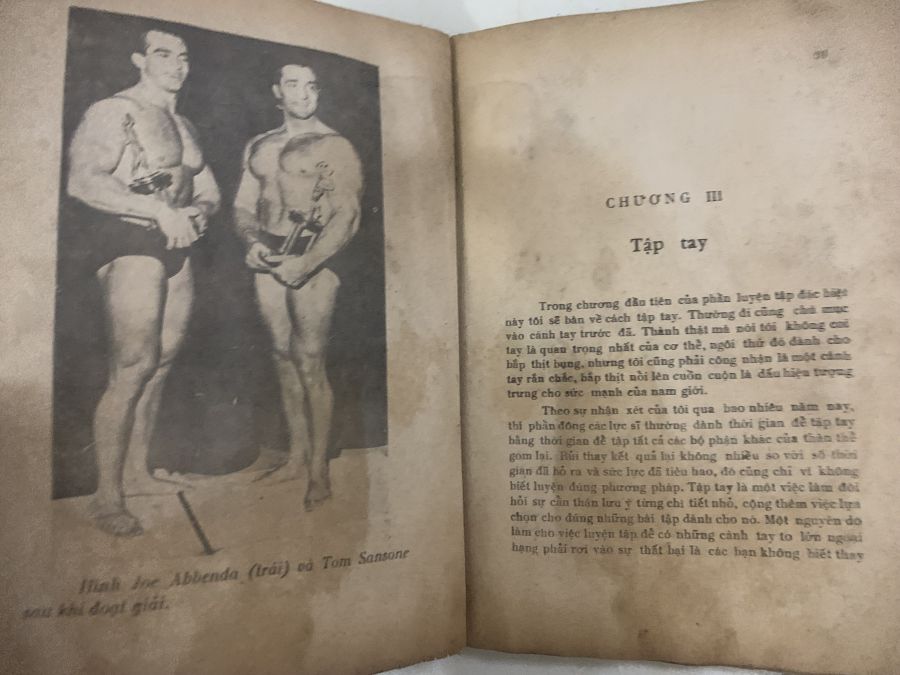 Hình Joe Abbenda (trái) và Tom Sansone
sau khi đoạt giải.
CHƯƠNG III
Tập tay
Trong chương đầu tiên của phần luyện tập đặc biệt
này tôi sẽ bàn về cách tập tay. Thường đi cũng chú mục
vào cánh tay trước đã. Thành thật mà nói tôi không coi
tay là quan trọng nhất của cơ thể, ngôi thứ đó dành cho
bắp thịt bụng, nhưng tôi cũng phải công nhận là một cánh
tay rắn chắc, bắp thịt nồi lên cuồn cuộn là dấu hiệu tượng
trưng cho sức mạnh của nam giới.
Theo sự nhận xét của tôi qua bao nhiêu năm nay,
thì phần đông các lực sĩ thường dành thời gian để tập tay
bằng thời gian để tập tất cả các bộ phận khác của thân thể
gom lại. Rủi thay kết quả lại không nhiều so với số thời
gian đã bỏ ra và sức lực đã tiêu hao, đó cũng chỉ vì không
biết luyện đúng phương pháp. Tập tay là một việc làm đòi
hỏi sự cẩn thận lưu ý từng chi tiết nhỏ, cộng thêm việc lựa
chọn cho đúng những bài tập dành cho nó. Một nguyên do
làm cho việc luyện tập để có những cánh tay to lớn ngoại
hạng phải rơi vào sự thất bại là các bạn không biết thay